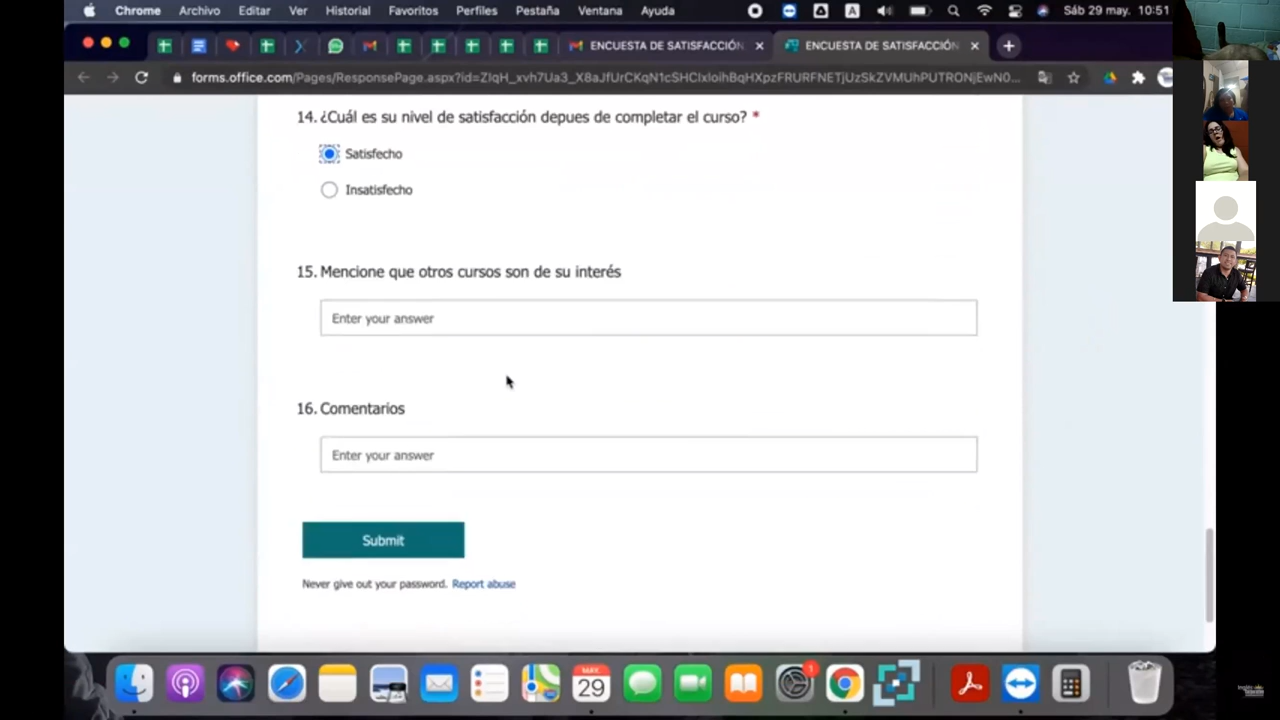 Chrome Archivo Editar Ver Historial Favoritos Perfiles Pestaña Ventana Ayuda Sáb 29 may. 10:51
ENCUESTA DE SATISFACCIÓN ENCUESTA DE SATISFACCIÓN
14. ¿Cuál es su nivel de satisfacción depues de completar el curso? *
Satisfecho
Insatisfecho
15. Mencione que otros cursos son de su interés
Enter your answer
16. Comentarios
Enter your answer
Submit
Never give out your password. Report abuse
MAY.
29
1